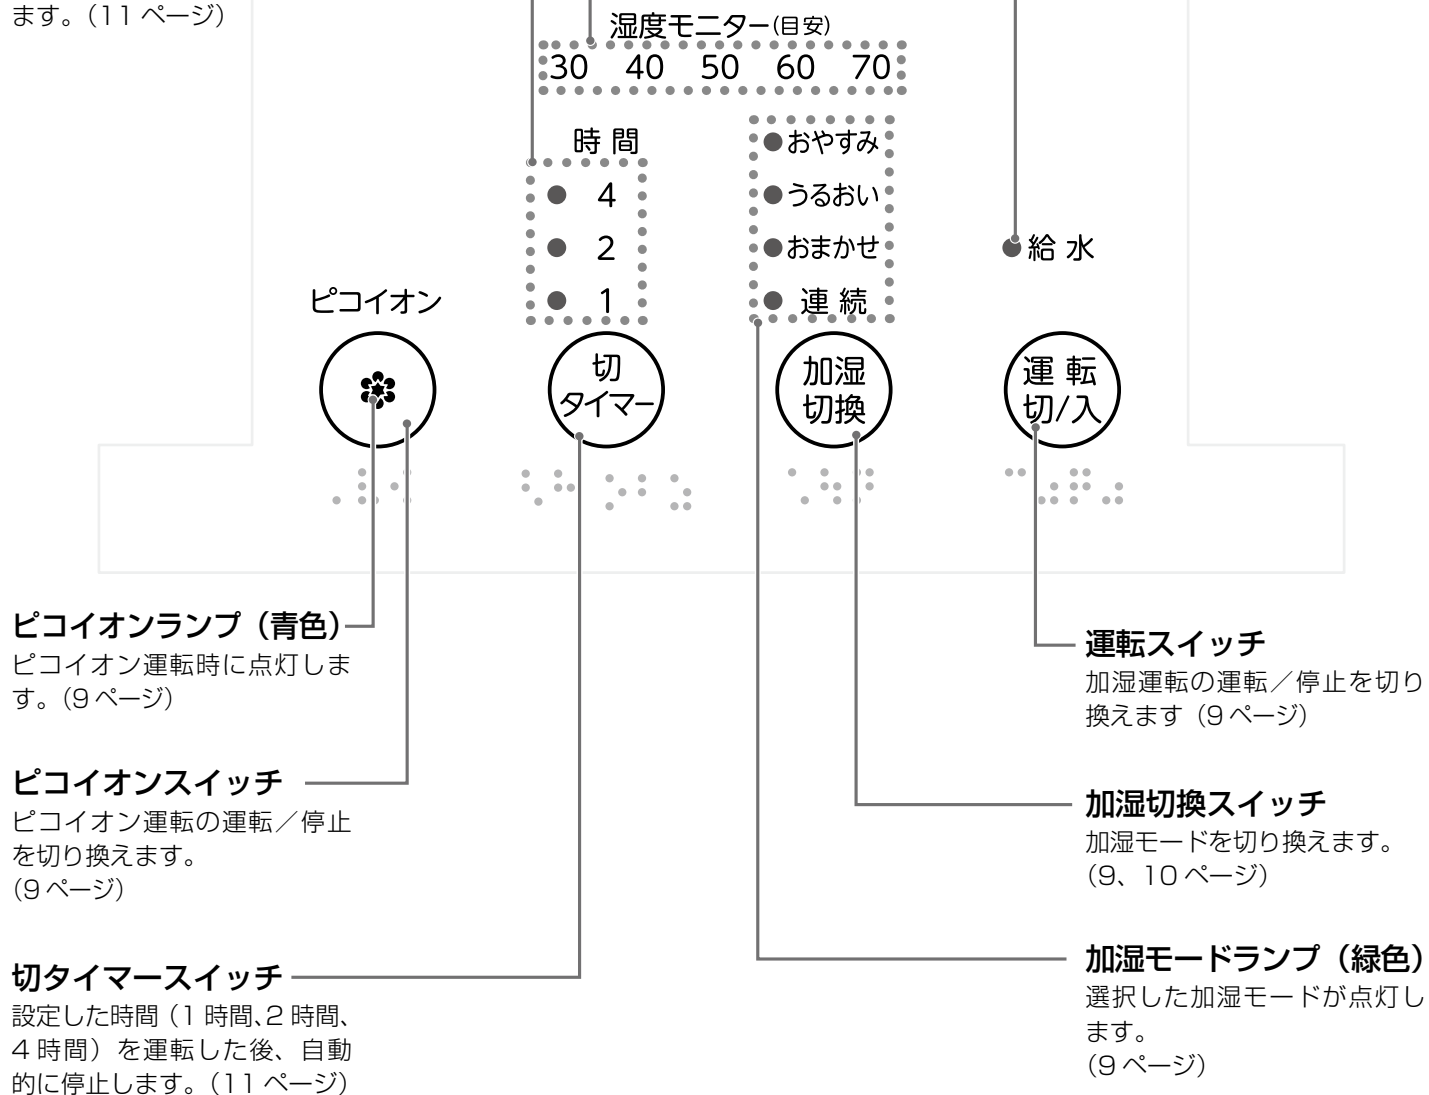 ます。（11 ページ）
湿度モニター(目安)
30 40 50 60 70
時 間
4
2
1
おやすみ
うるおい
おまかせ
連 続
給 水
ピコイオン
切
タイマー
加湿
切換
運 転
切/入
ピコイオンランプ（青色）
ピコイオン運転時に点灯しま
す。（9 ページ）
ピコイオンスイッチ
ピコイオン運転の運転／停止
を切り換えます。
（9 ページ）
切タイマースイッチ
設定した時間（1 時間、2 時間、
4 時間）を運転した後、自動
的に停止します。（11 ページ）
運転スイッチ
加湿運転の運転／停止を切り
換えます（9 ページ）
加湿切換スイッチ
加湿モードを切り換えます。
（9、10 ページ）
加湿モードランプ（緑色）
選択した加湿モードが点灯し
ます。
（9 ページ）